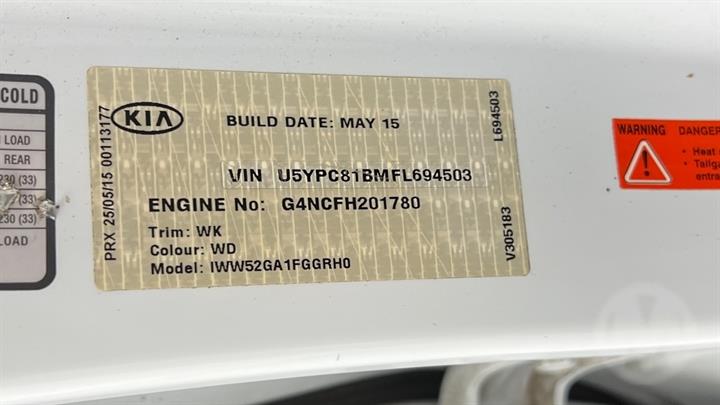 COLD
LOAD
REAR
230 (33)
230 (33)
230 (33)
LOAD
PRX 25/05/15 00113177
KIA
BUILD DATE: MAY 15
VIN U5YPC81BMFL694503
ENGINE No: G4NCFH201780
Trim: WK
Colour: WD
Model: IWW52GA1FGGRH0
L694503
V305183
WARNING
DANGER
• Heat
• Tailga
entra